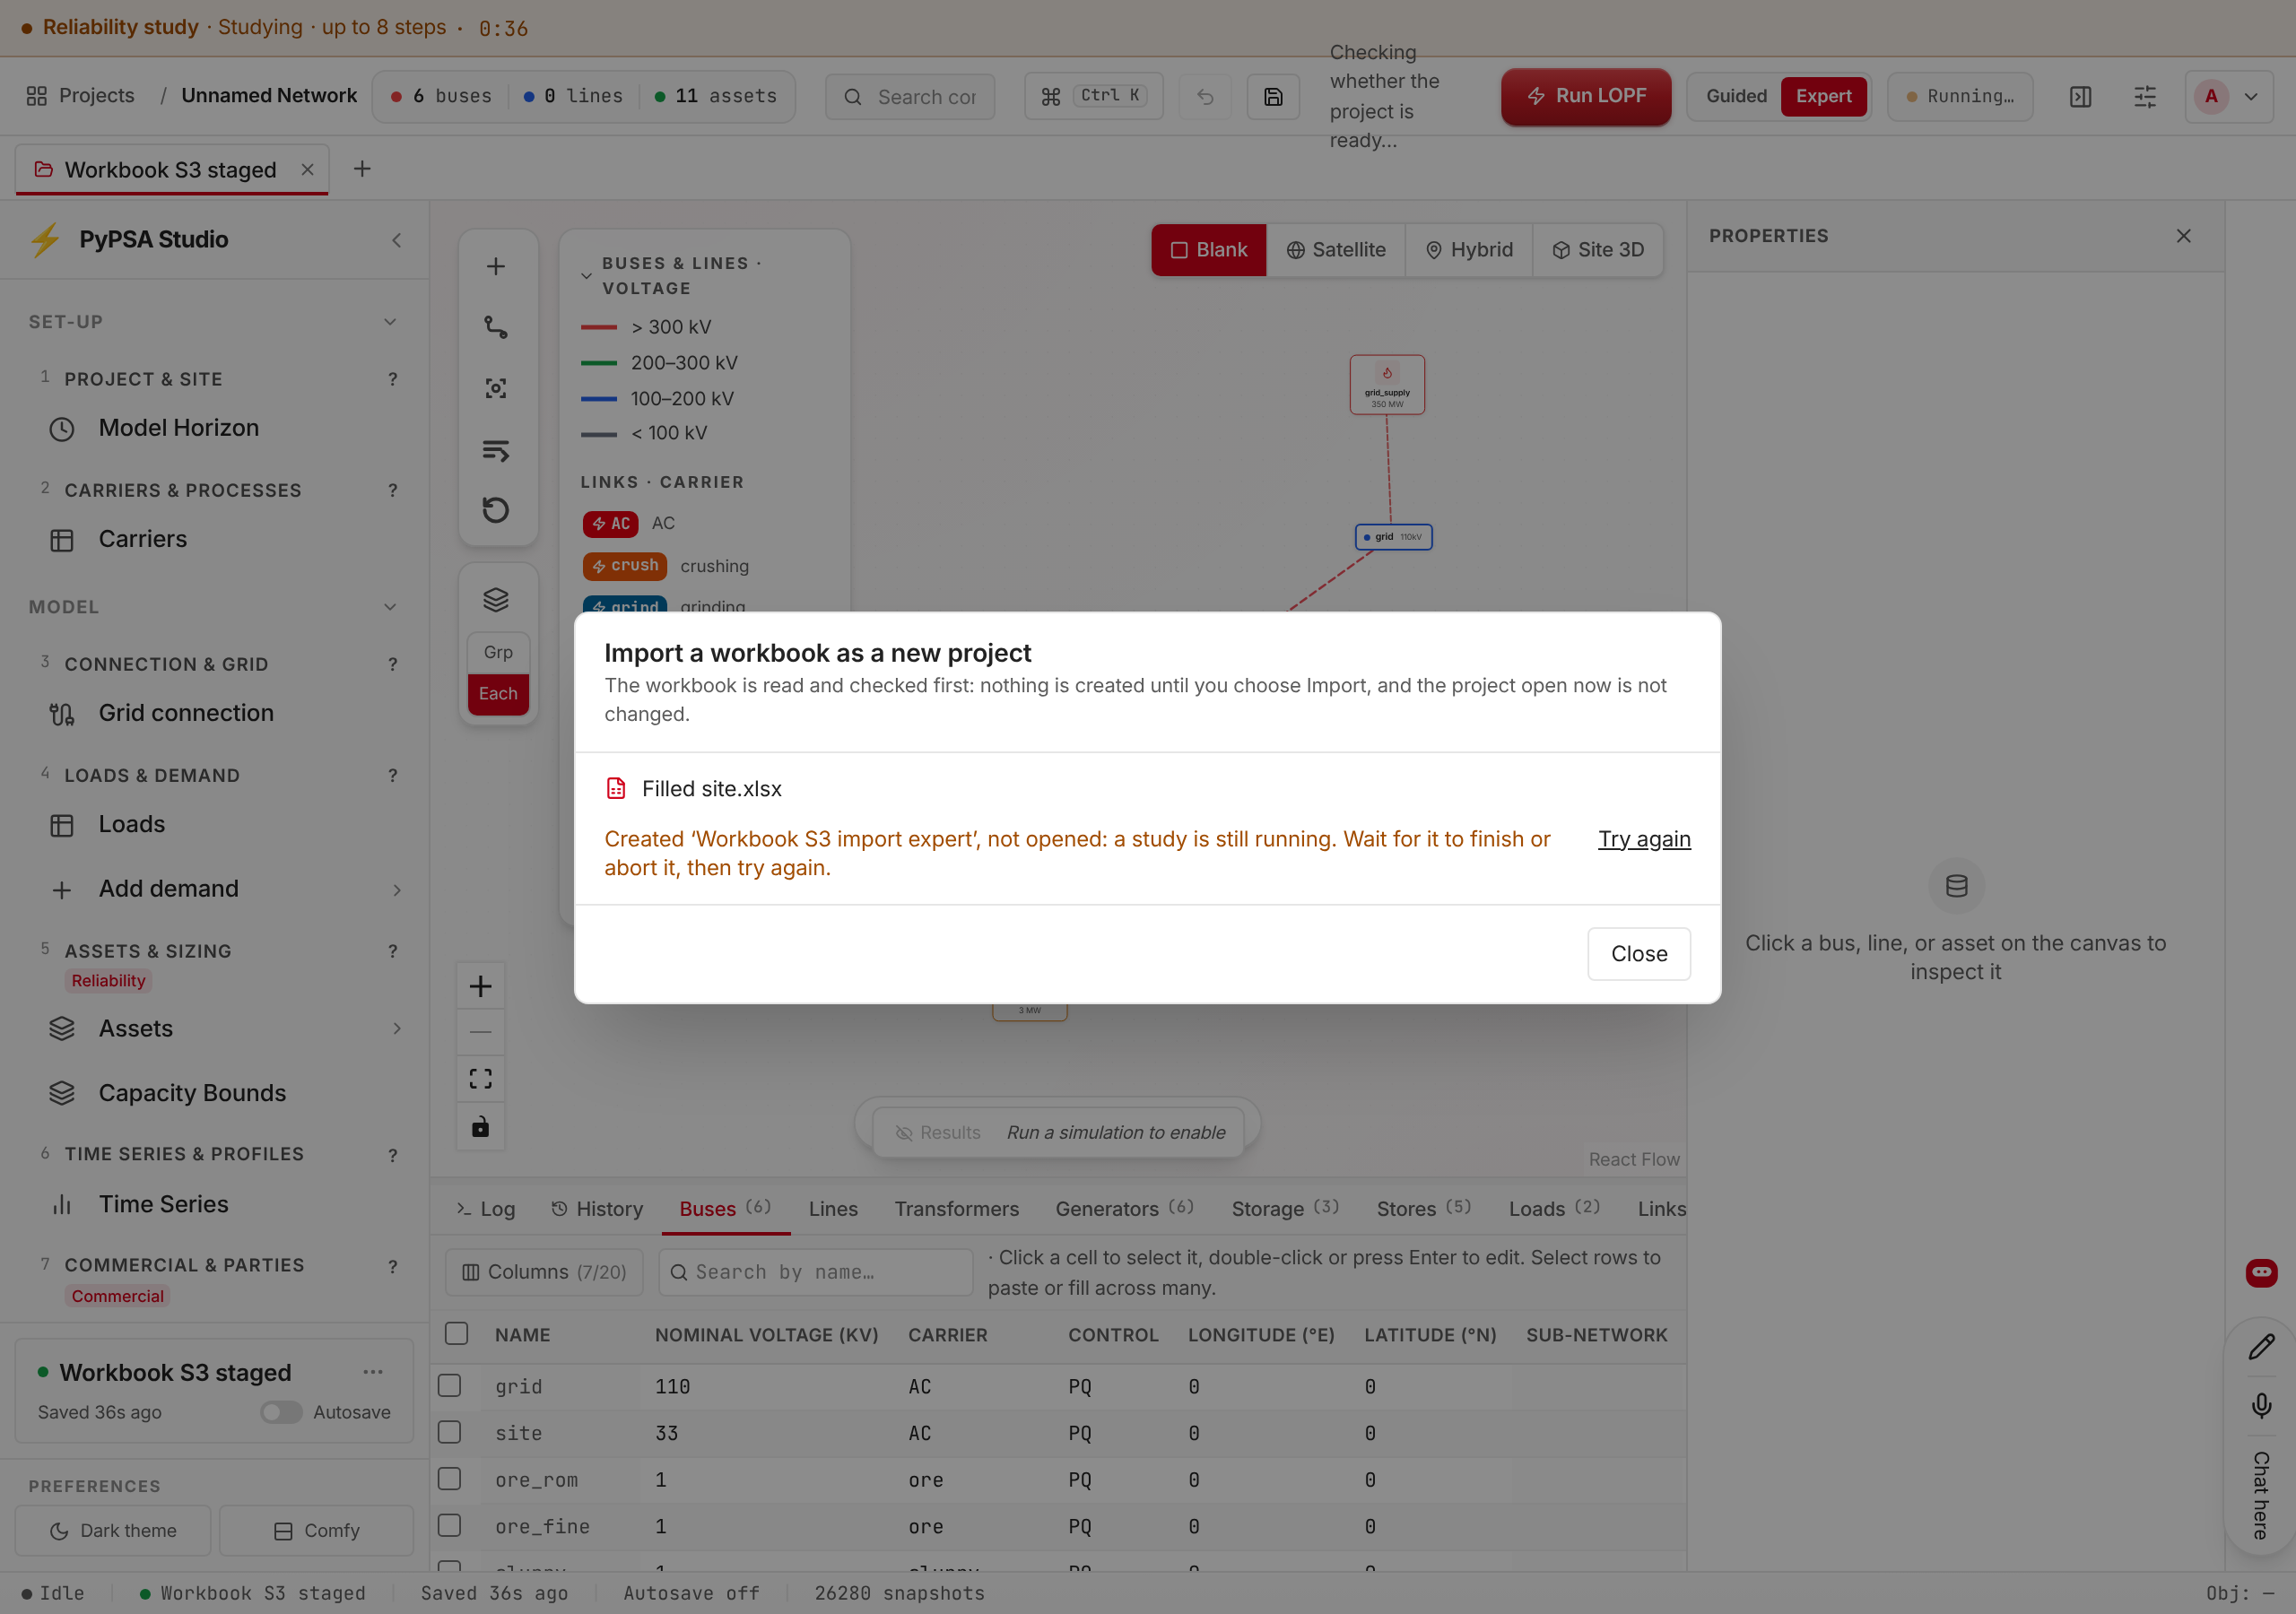 Reliability study · Studying · up to 8 steps · 0:36
Projects / Unnamed Network
6 buses
0 lines
11 assets
Search cor
Ctrl K
Checking
whether the
project is
ready...
Run LOPF
Guided
Expert
Running…
A
Workbook S3 staged
PyPSA Studio
SET-UP
1 PROJECT & SITE ?
Model Horizon
2 CARRIERS & PROCESSES ?
Carriers
MODEL
3 CONNECTION & GRID ?
Grid connection
4 LOADS & DEMAND ?
Loads
Add demand
5 ASSETS & SIZING ?
Reliability
Assets
Capacity Bounds
6 TIME SERIES & PROFILES ?
Time Series
7 COMMERCIAL & PARTIES ?
Commercial
Workbook S3 staged
Saved 36s ago
Autosave
PREFERENCES
Dark theme
Comfy
Grp
Each
BUSES & LINES ·
VOLTAGE
> 300 kV
200–300 kV
100–200 kV
< 100 kV
LINKS · CARRIER
AC AC
crush crushing
grind grinding
Blank
Satellite
Hybrid
Site 3D
grid_supply
350 MW
grid 110kV
3 MW
Import a workbook as a new project
The workbook is read and checked first: nothing is created until you choose Import, and the project open now is not
changed.
Filled site.xlsx
Created ‘Workbook S3 import expert’, not opened: a study is still running. Wait for it to finish or
abort it, then try again.
Try again
Close
Results
Run a simulation to enable
React Flow
PROPERTIES
Click a bus, line, or asset on the canvas to
inspect it
Log
History
Buses (6)
Lines
Transformers
Generators (6)
Storage (3)
Stores (5)
Loads (2)
Links
Columns (7/20)
Search by name…
· Click a cell to select it, double-click or press Enter to edit. Select rows to
paste or fill across many.
NAME NOMINAL VOLTAGE (KV) CARRIER CONTROL LONGITUDE (°E) LATITUDE (°N) SUB-NETWORK
grid 110 AC PQ 0 0
site 33 AC PQ 0 0
ore_rom 1 ore PQ 0 0
ore_fine 1 ore PQ 0 0
Chat here
Idle
Workbook S3 staged
Saved 36s ago
Autosave off
26280 snapshots
Obj: —